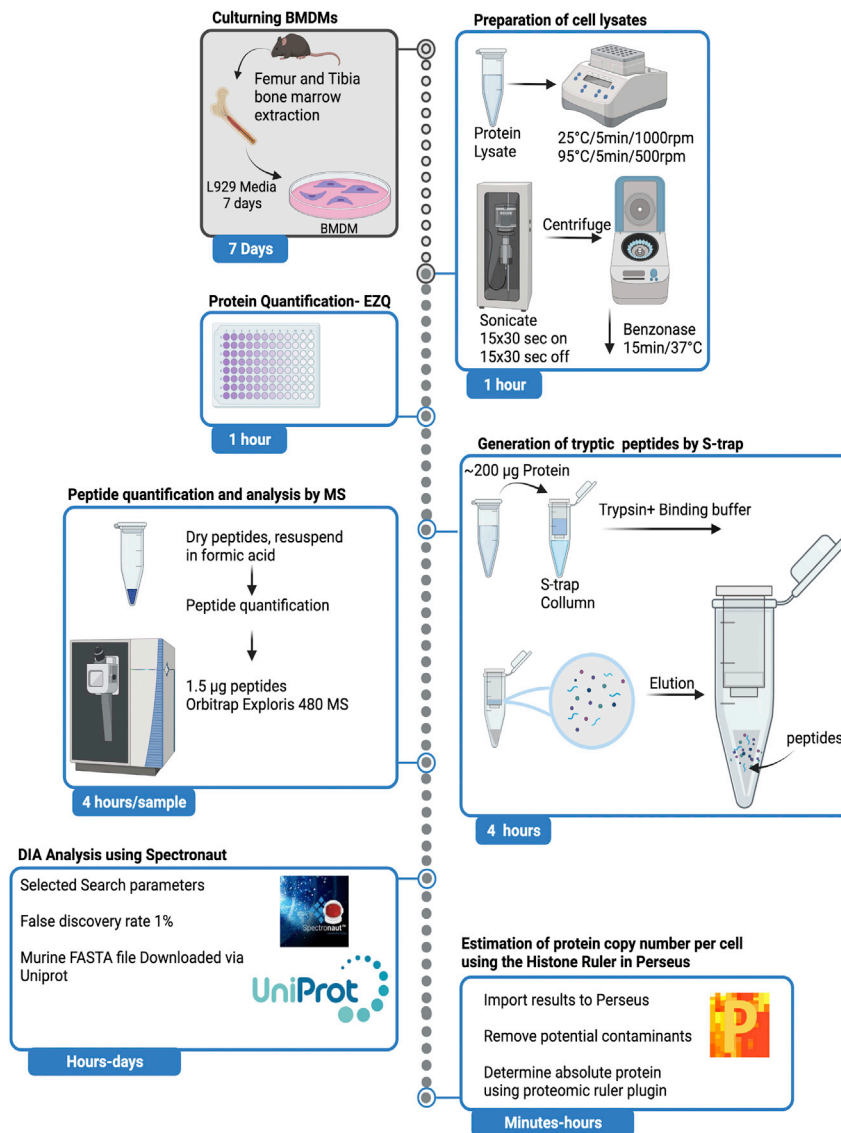 Culturning BMDMs
Femur and Tibia
bone marrow
extraction
L929 Media
7 days
BMDM
7 Days
Preparation of cell lysates
Protein
Lysate
25°C/5min/1000rpm
95°C/5min/500rpm
Centrifuge
Sonicate
15x30 sec on
15x30 sec off
Benzonase
15min/37°C
1 hour
Protein Quantification- EZQ
1 hour
Generation of tryptic peptides by S-trap
~200 µg Protein
Trypsin+ Binding buffer
S-trap
Collumn
Elution
peptides
4 hours
Peptide quantification and analysis by MS
Dry peptides, resuspend
in formic acid
Peptide quantification
1.5 µg peptides
Orbitrap Exploris 480 MS
4 hours/sample
DIA Analysis using Spectronaut
Selected Search parameters
False discovery rate 1%
Murine FASTA file Downloaded via
Uniprot
Spectronaut™
UniProt
Hours-days
Estimation of protein copy number per cell
using the Histone Ruler in Perseus
Import results to Perseus
Remove potential contaminants
Determine absolute protein
using proteomic ruler plugin
P
Minutes-hours